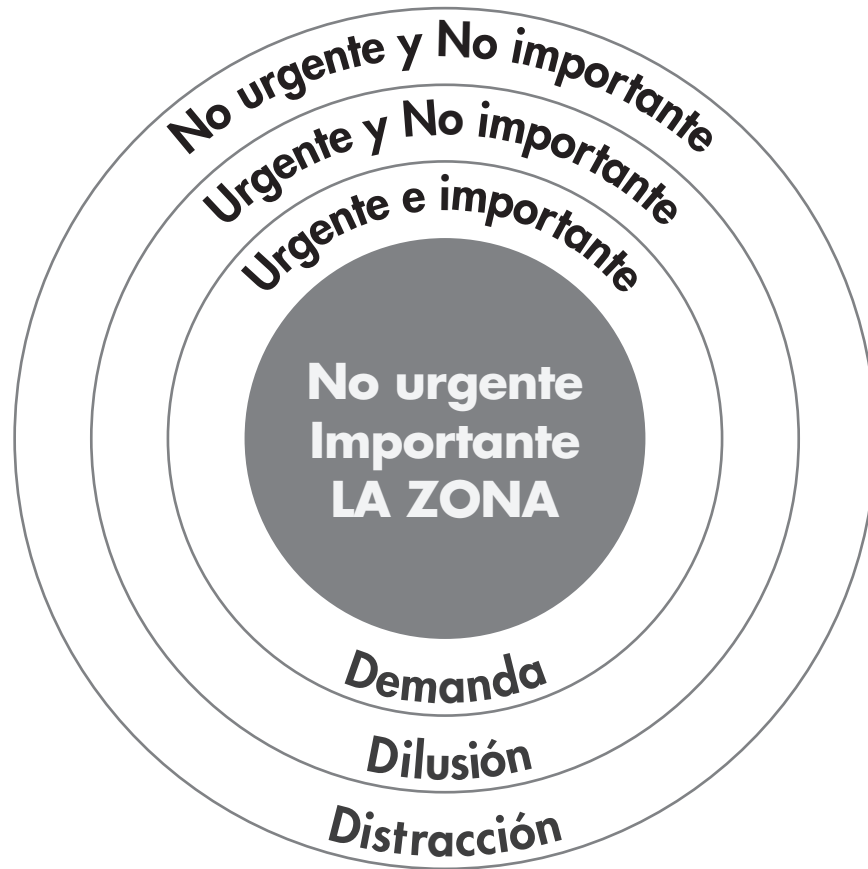 No urgente y No importante
Urgente y No importante
Urgente e importante
No urgente
Importante
LA ZONA
Demanda
Dilusión
Distracción